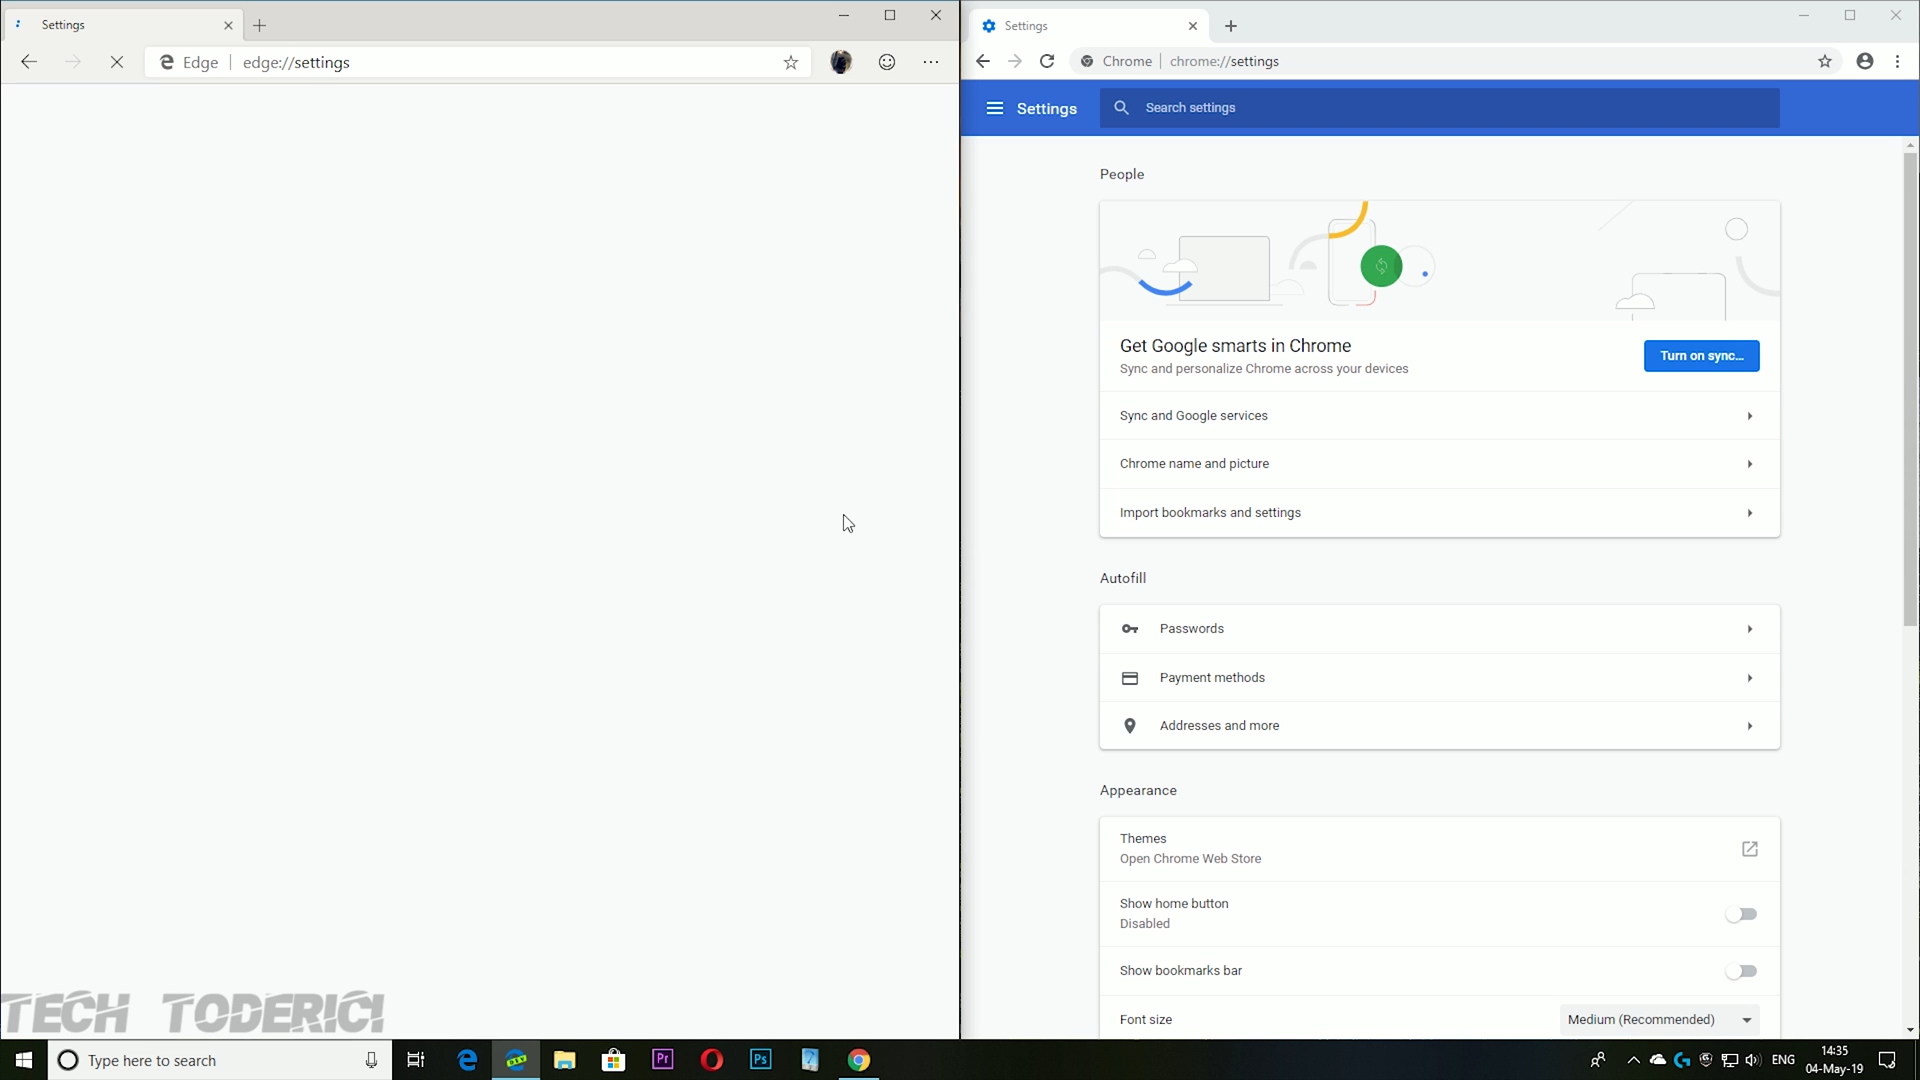 Settings
Edge
edge://settings
Settings
Chrome
chrome://settings
Settings
Search settings
People
Get Google smarts in Chrome
Sync and personalize Chrome across your devices
Turn on sync...
Sync and Google services
Chrome name and picture
Import bookmarks and settings
Autofill
Passwords
Payment methods
Addresses and more
Appearance
Themes
Open Chrome Web Store
Show home button
Disabled
Show bookmarks bar
Font size
Medium (Recommended)
TECH TODERICI
Type here to search
DEV
Pr
Ps
ENG
14:35
04-May-19